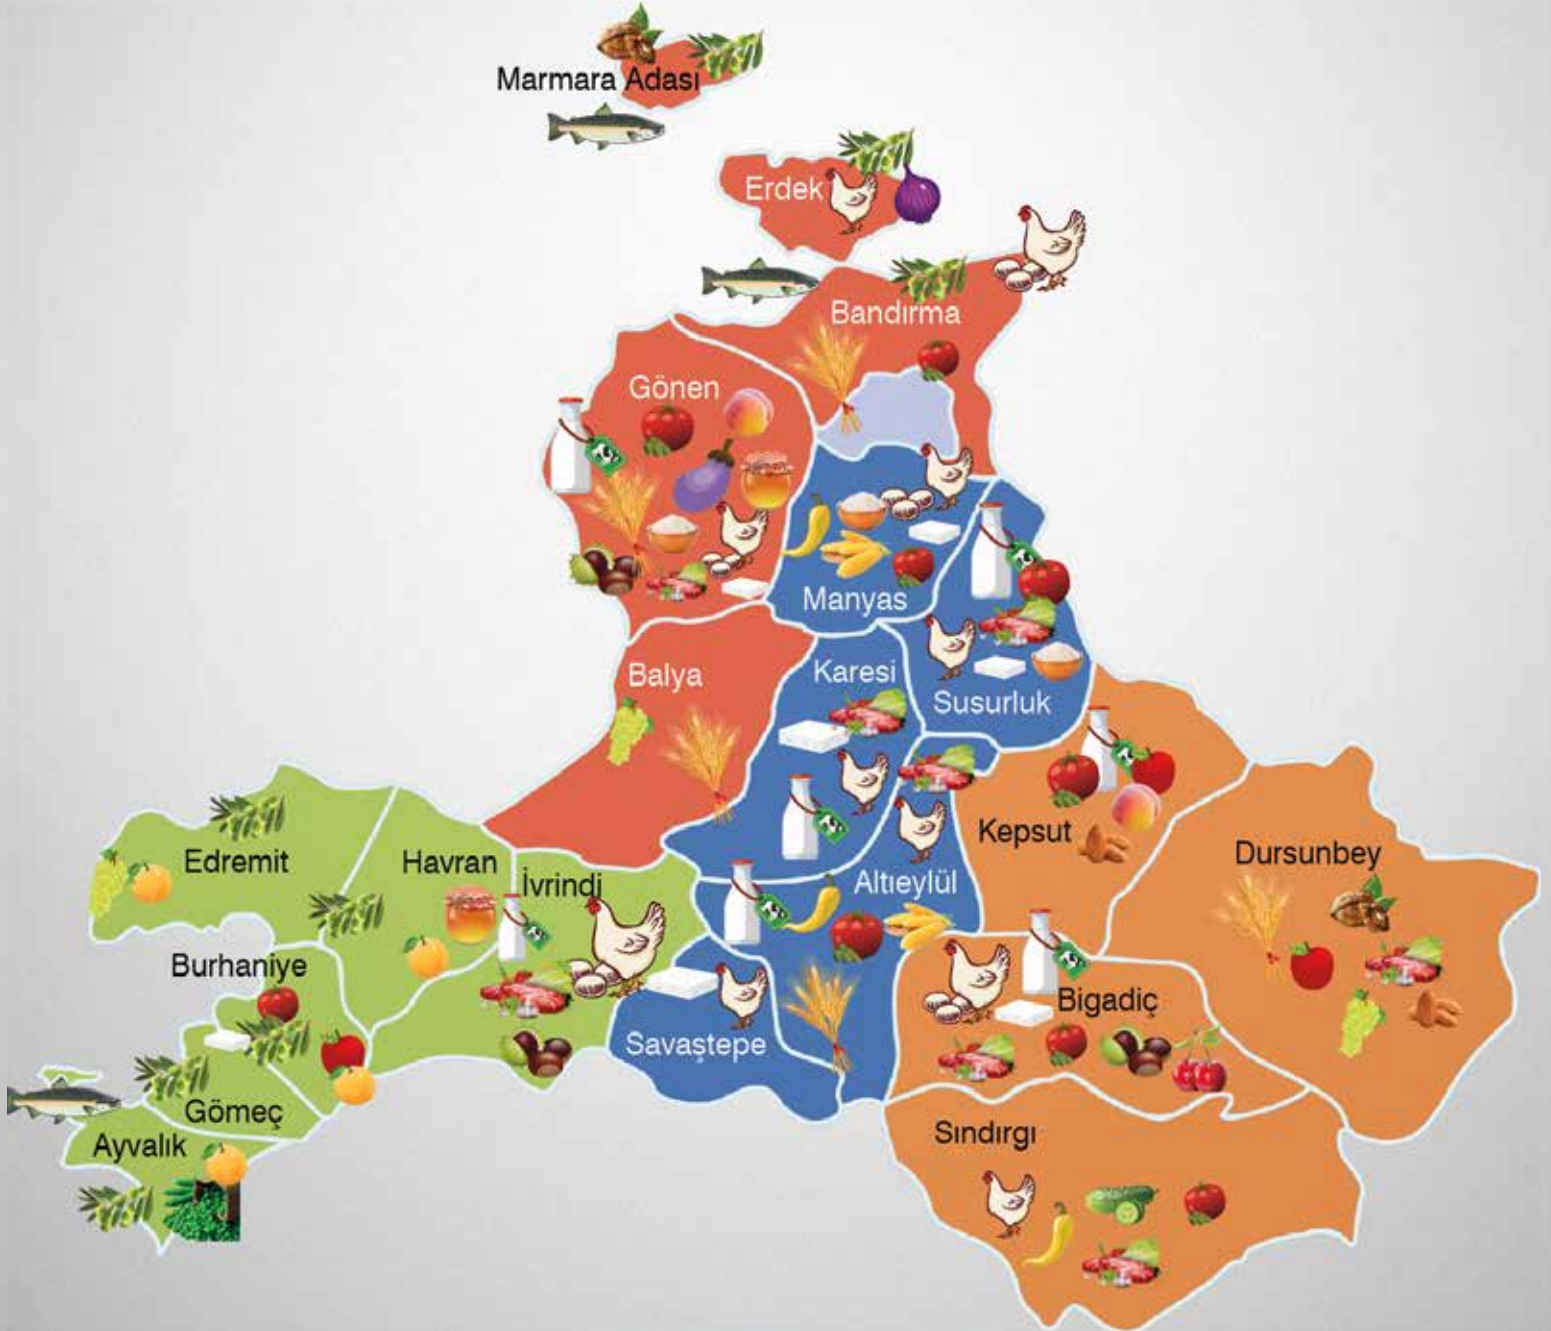 Marmara Adası
Erdek
Bandırma
Gönen
Manyas
Balya
Karesi
Susurluk
Kepsut
Dursunbey
Edremit
Havran
İvrindi
Altıeylül
Burhaniye
Bigadiç
Savaştepe
Gömeç
Ayvalık
Sındırgı